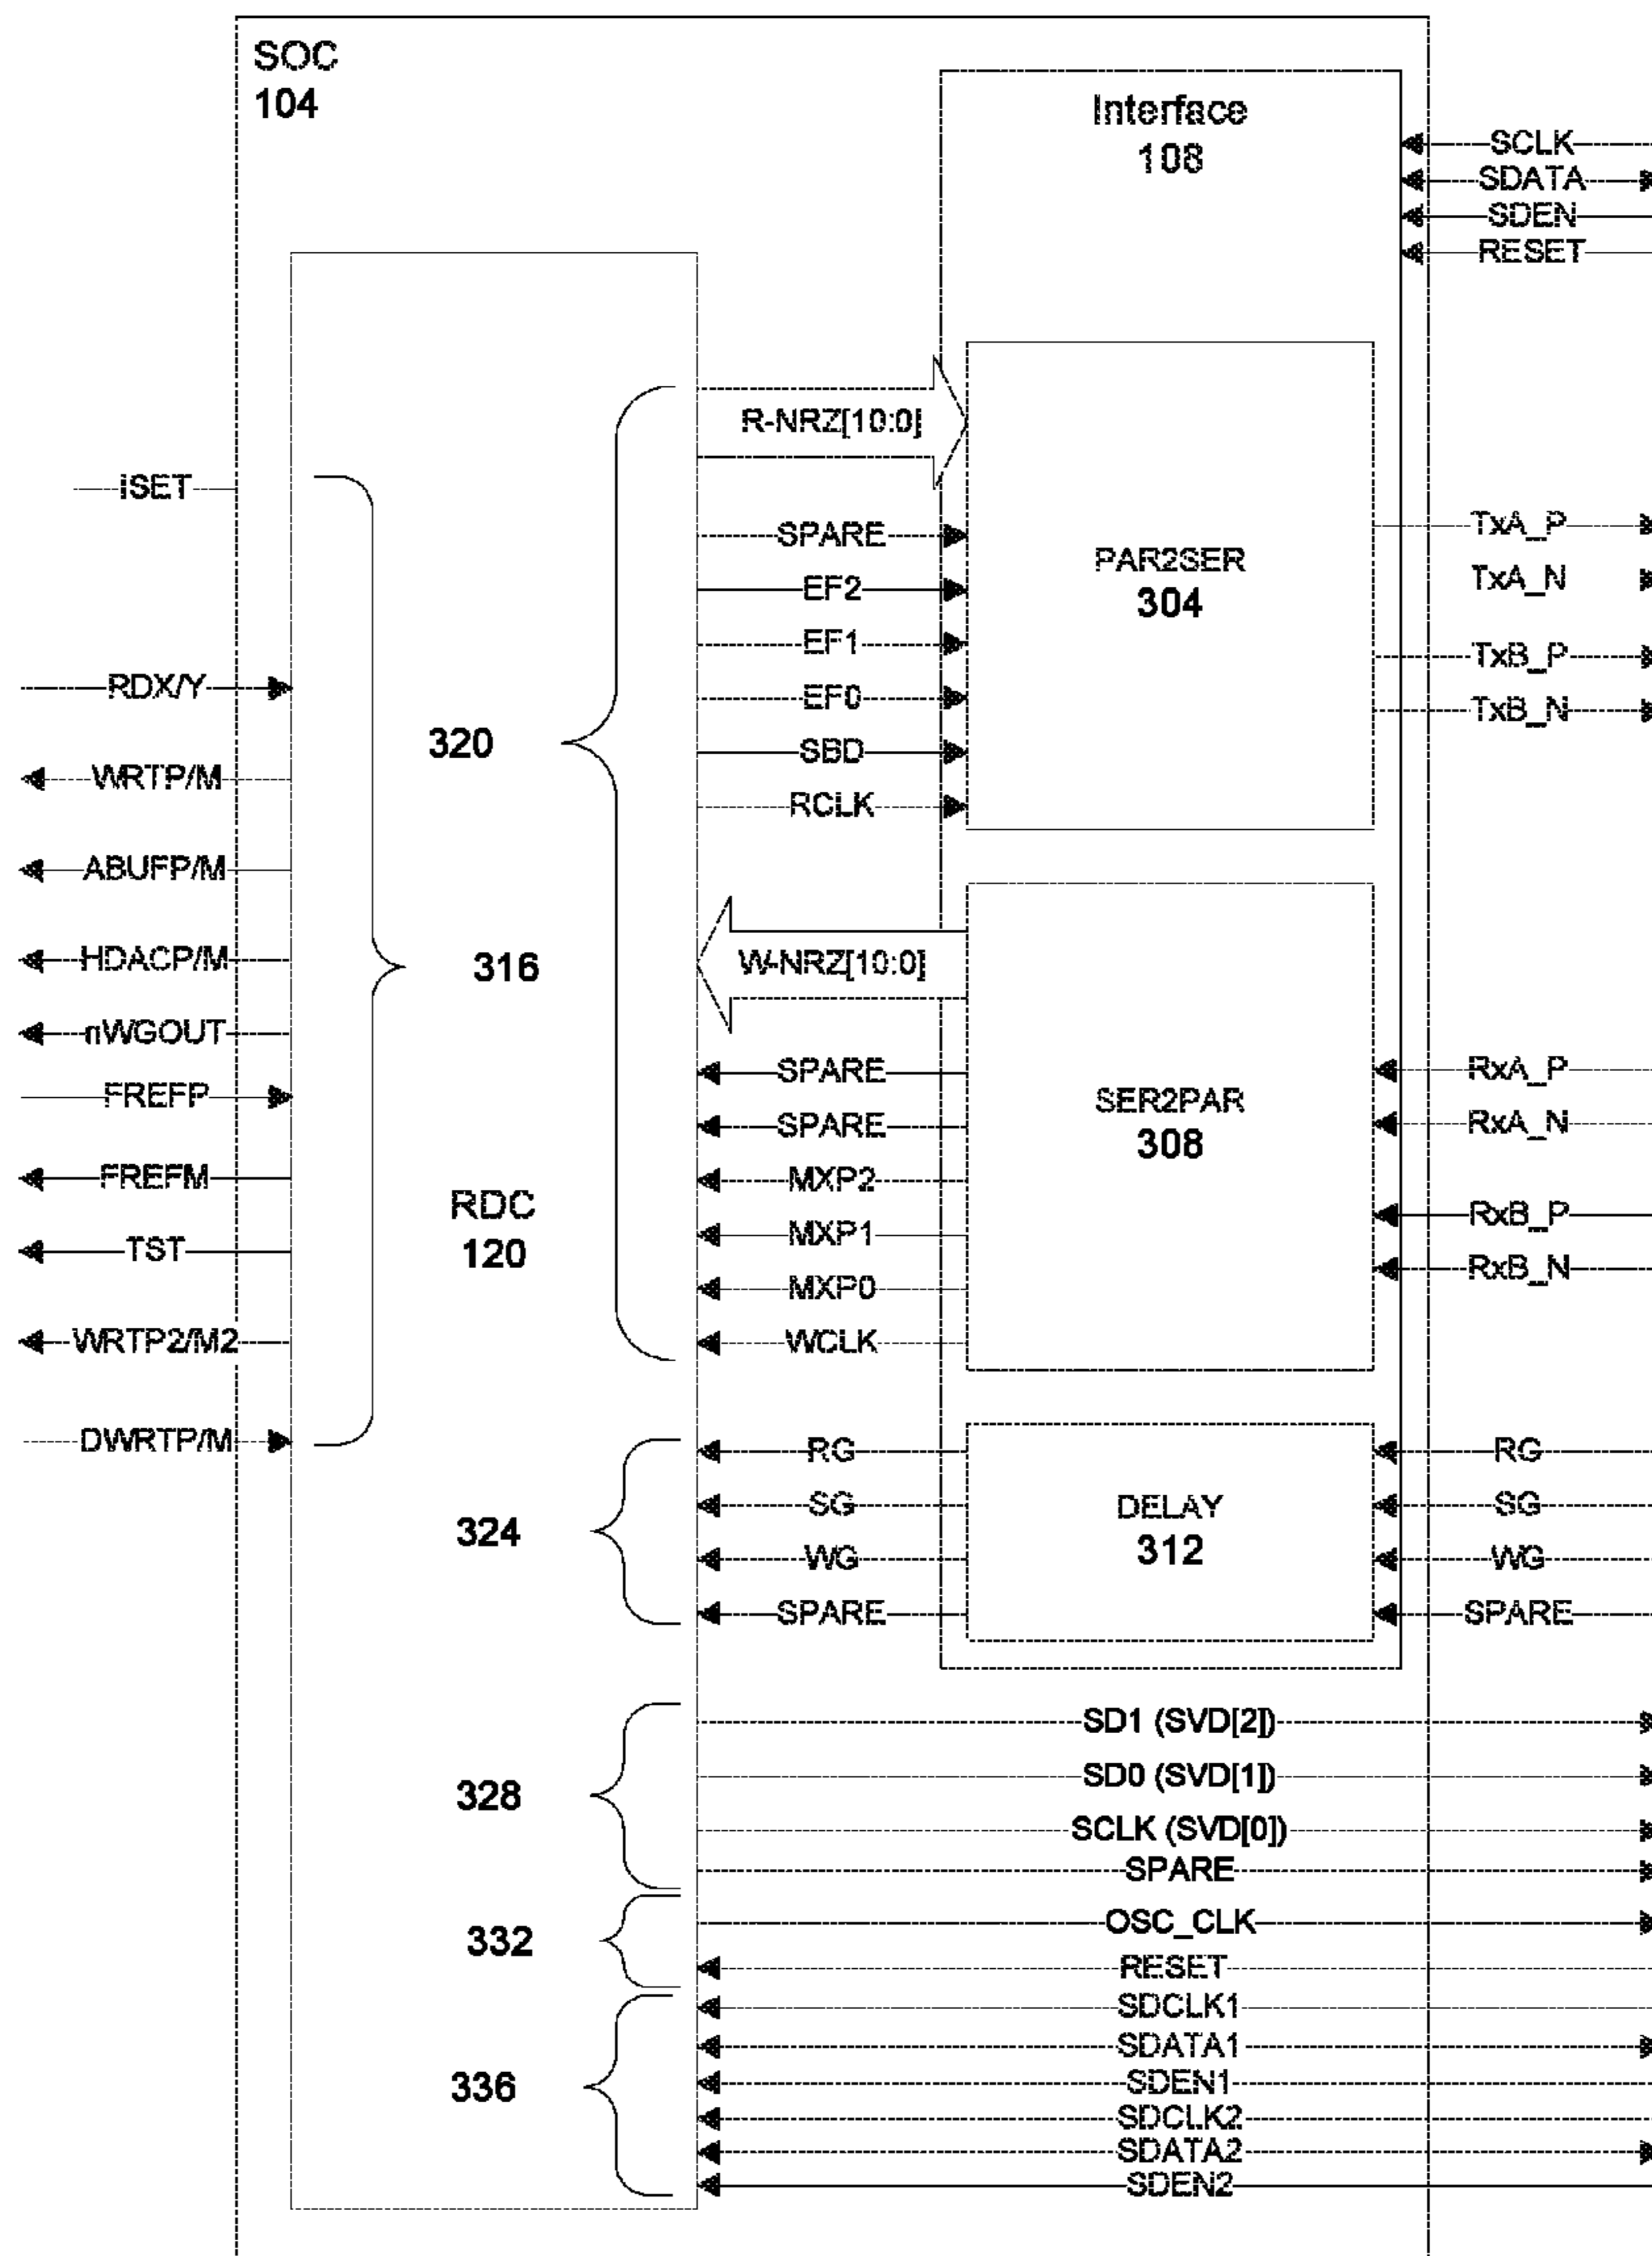 SOC
104
Interface
108
SCLK
SDATA
SDEN
RESET
R-NRZ[10:0]
iSET
SPARE
EF2
EF1
EF0
SBD
RCLK
PAR2SER
304
TxA_P
TxA_N
TxB_P
TxB_N
RDX/Y
WRTP/M
ABUFP/M
HDACP/M
nWGOUT
FREFP
FREFM
TST
WRTP2/M2
DWRTP/M
320
316
RDC
120
W-NRZ[10:0]
SPARE
SPARE
MXP2
MXP1
MXP0
WCLK
SER2PAR
308
RxA_P
RxA_N
RxB_P
RxB_N
324
RG
SG
WG
SPARE
DELAY
312
RG
SG
WG
SPARE
328
SD1 (SVD[2])
SD0 (SVD[1])
SCLK (SVD[0])
SPARE
332
OSC_CLK
RESET
336
SDCLK1
SDATA1
SDEN1
SDCLK2
SDATA2
SDEN2